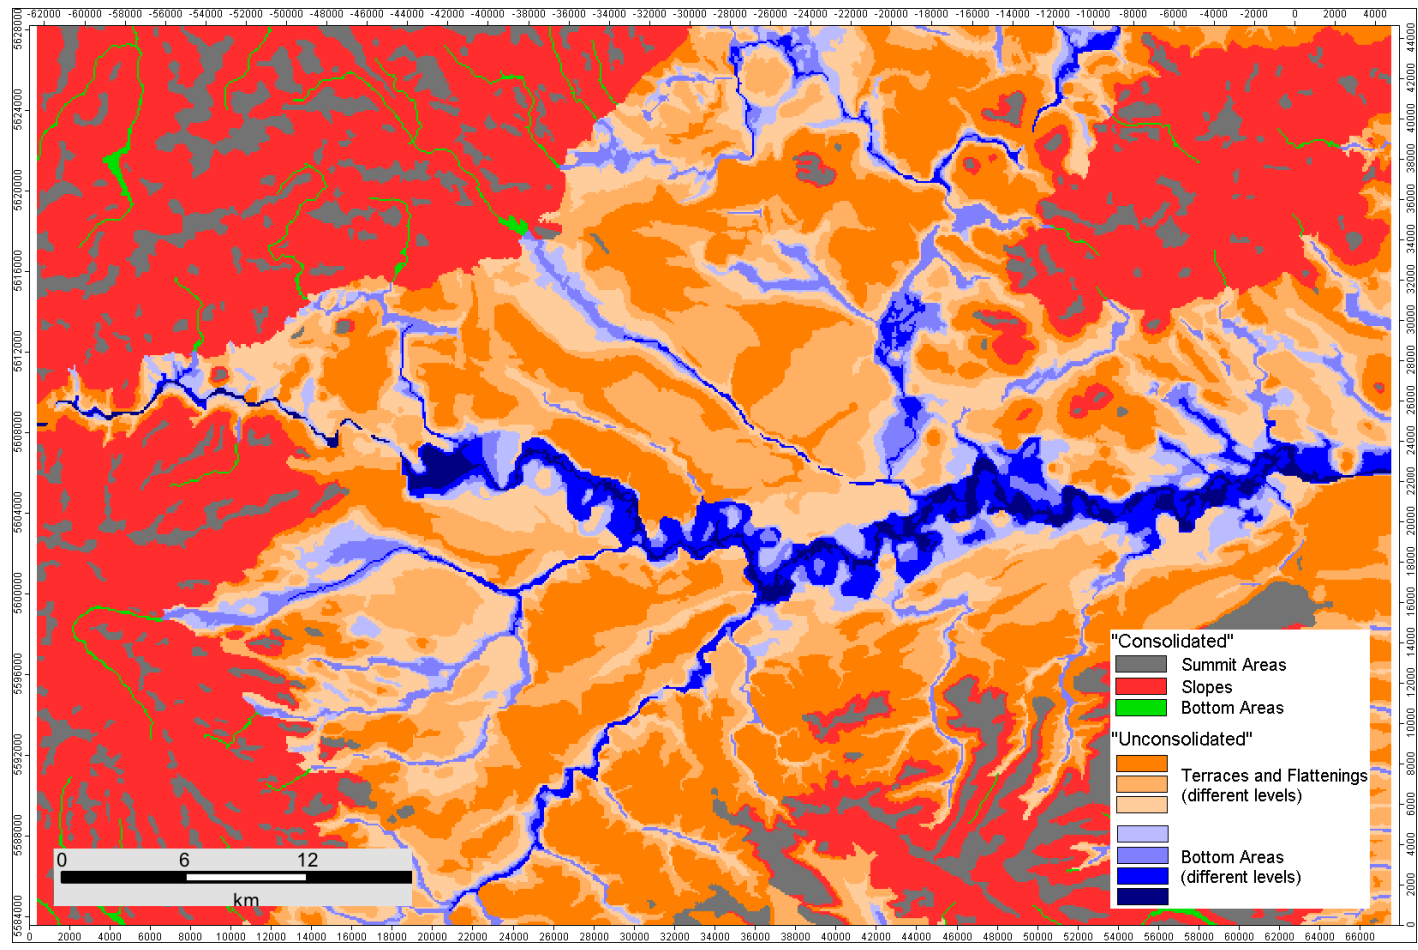 -62000 -60000 -58000 -56000 -54000 -52000 -50000 -48000 -46000 -44000 -42000 -40000 -38000 -36000 -34000 -32000 -30000 -28000 -26000 -24000 -22000 -20000 -18000 -16000 -14000 -12000 -10000 -8000 -6000 -4000 -2000 0 2000 4000
5628000
5624000
5620000
5616000
5612000
5608000
5604000
5600000
5596000
5592000
5588000
5584000
44000
42000
40000
38000
36000
34000
32000
30000
28000
26000
24000
22000
20000
18000
16000
14000
12000
10000
8000
6000
4000
2000
0
"Consolidated"
Summit Areas
Slopes
Bottom Areas
"Unconsolidated"
Terraces and Flattenings
(different levels)
Bottom Areas
(different levels)
0 6 12
km
0 2000 4000 6000 8000 10000 12000 14000 16000 18000 20000 22000 24000 26000 28000 30000 32000 34000 36000 38000 40000 42000 44000 46000 48000 50000 52000 54000 56000 58000 60000 62000 64000 66000